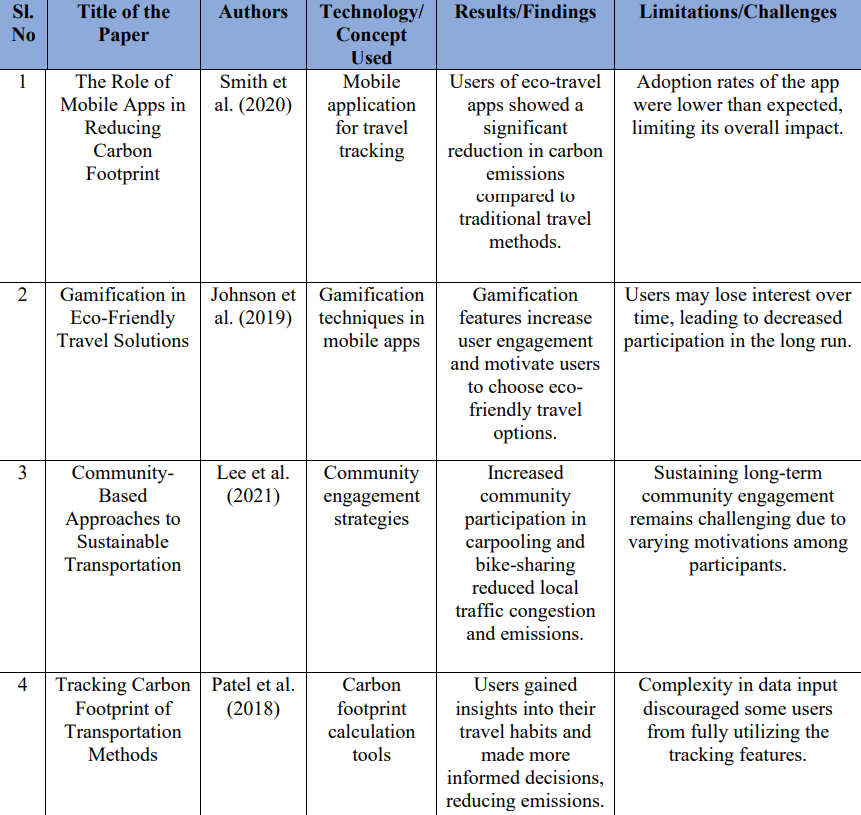 Sl. No
Title of the Paper
Authors
Technology/ Concept Used
Results/Findings
Limitations/Challenges
1
The Role of
Mobile Apps in
Reducing
Carbon
Footprint
Smith et
al. (2020)
Mobile
application
for travel
tracking
Users of eco-travel
apps showed a
significant
reduction in carbon
emissions
compared to
traditional travel
methods.
Adoption rates of the app
were lower than expected,
limiting its overall impact.
2
Gamification in
Eco-Friendly
Travel Solutions
Johnson et
al. (2019)
Gamification
techniques in
mobile apps
Gamification
features increase
user engagement
and motivate users
to choose eco-
friendly travel
options.
Users may lose interest over
time, leading to decreased
participation in the long run.
3
Community-
Based
Approaches to
Sustainable
Transportation
Lee et al.
(2021)
Community
engagement
strategies
Increased
community
participation in
carpooling and
bike-sharing
reduced local
traffic congestion
and emissions.
Sustaining long-term
community engagement
remains challenging due to
varying motivations among
participants.
4
Tracking Carbon
Footprint of
Transportation
Methods
Patel et al.
(2018)
Carbon
footprint
calculation
tools
Users gained
insights into their
travel habits and
made more
informed decisions,
reducing emissions.
Complexity in data input
discouraged some users
from fully utilizing the
tracking features.